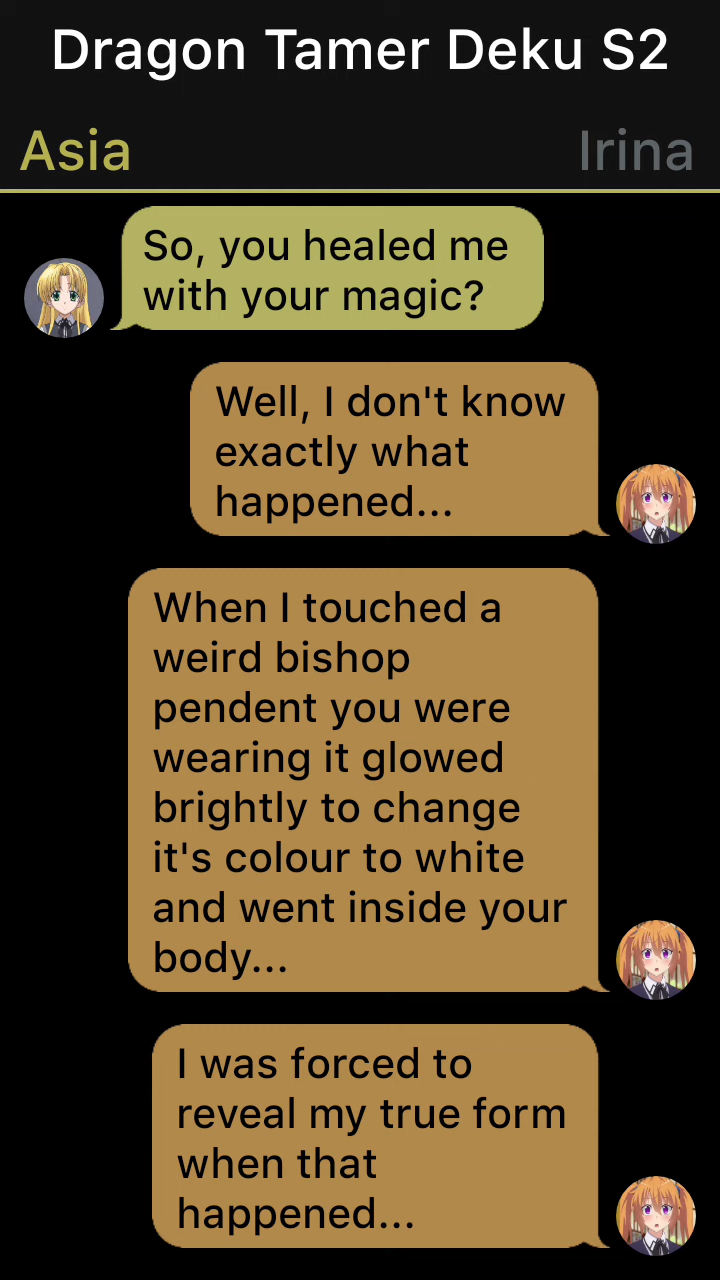 Dragon Tamer Deku S2
Asia
Irina
So, you healed me
with your magic?
Well, I don't know
exactly what
happened...
When I touched a
weird bishop
pendent you were
wearing it glowed
brightly to change
it's colour to white
and went inside your
body...
I was forced to
reveal my true form
when that
happened...